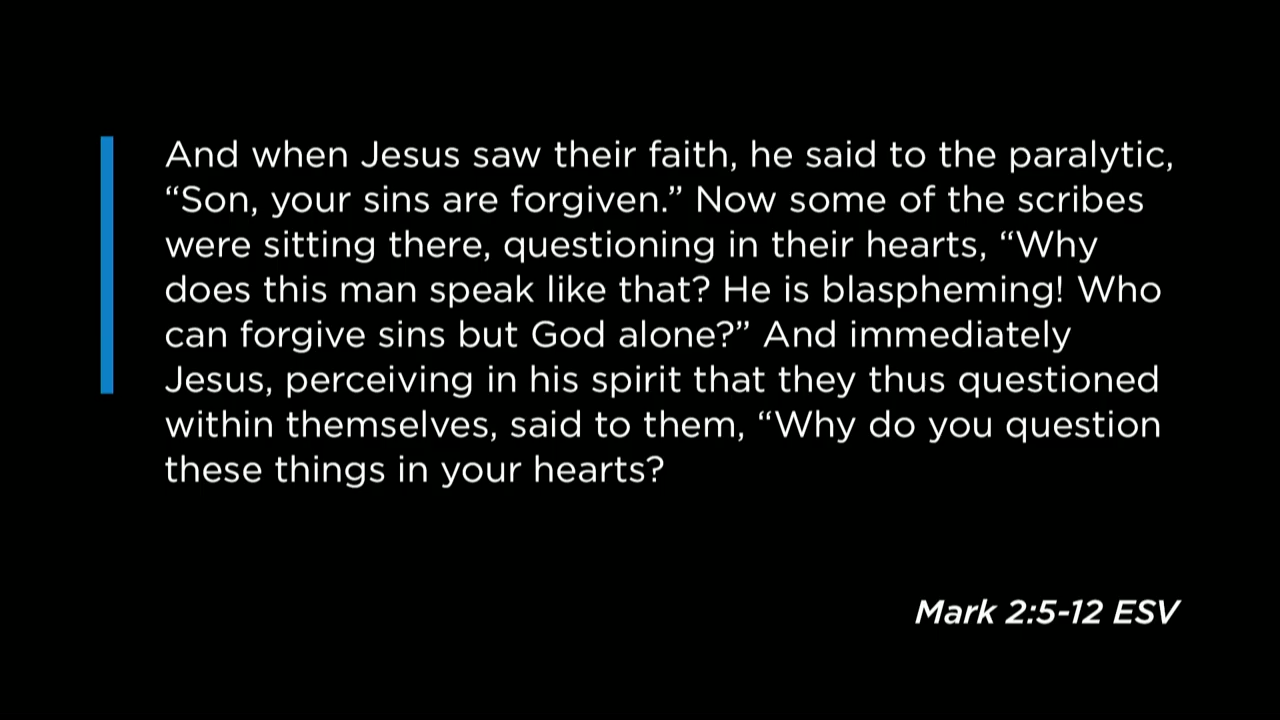 And when Jesus saw their faith, he said to the paralytic,
“Son, your sins are forgiven.” Now some of the scribes
were sitting there, questioning in their hearts, “Why
does this man speak like that? He is blaspheming! Who
can forgive sins but God alone?” And immediately
Jesus, perceiving in his spirit that they thus questioned
within themselves, said to them, “Why do you question
these things in your hearts?
Mark 2:5-12 ESV